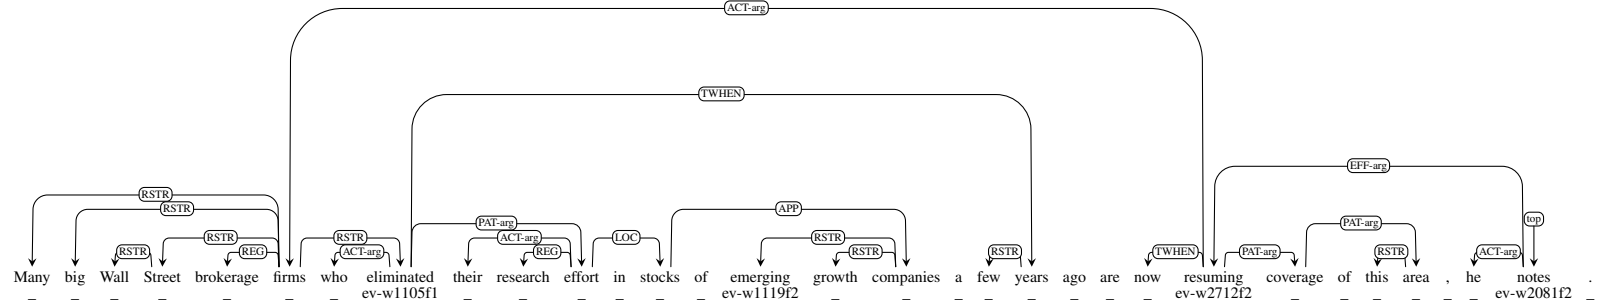 ACT-arg
TWHEN
EFF-arg
RSTR
RSTR APP top
PAT-arg PAT-arg
RSTR RSTR ACT-arg LOC RSTR
RSTR REG ACT-arg REG RSTR RSTR TWHEN PAT-arg RSTR ACT-arg
Many big Wall Street brokerage firms who eliminated their research effort in stocks of emerging growth companies a few years ago are now resuming coverage of this area , he notes .
_ _ _ _ _ _ _ ev-w1105f1 _ _ _ _ _ _ ev-w1119f2 _ _ _ _ _ _ _ _ ev-w2712f2 _ _ _ _ _ _ ev-w2081f2 _